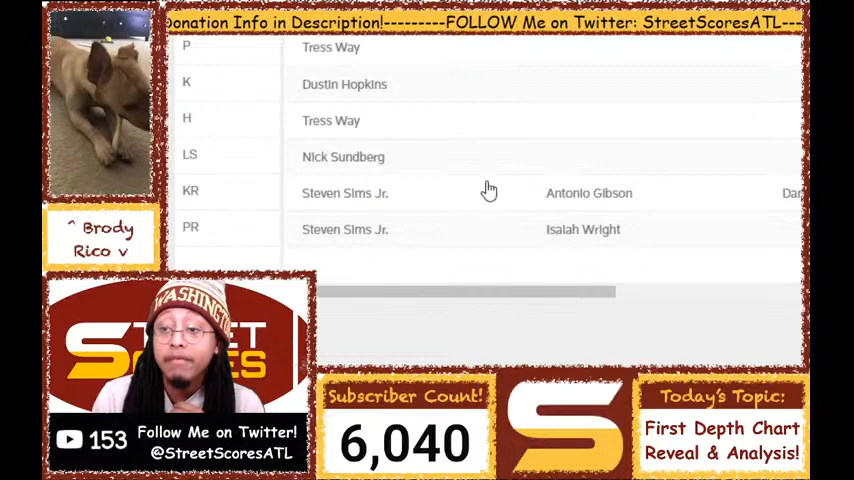 Donation Info in Description!---------FOLLOW Me on Twitter: StreetScoresATL---
P Tress Way
K Dustin Hopkins
H Tress Way
LS Nick Sundberg
KR Steven Sims Jr. Antonio Gibson
PR Steven Sims Jr. Isaiah Wright
^ Brody
Rico v
WASHINGTON
153 Follow Me on Twitter!
@StreetScoresATL
Subscriber Count!
6,040
S
Today's Topic:
First Depth Chart
Reveal & Analysis!